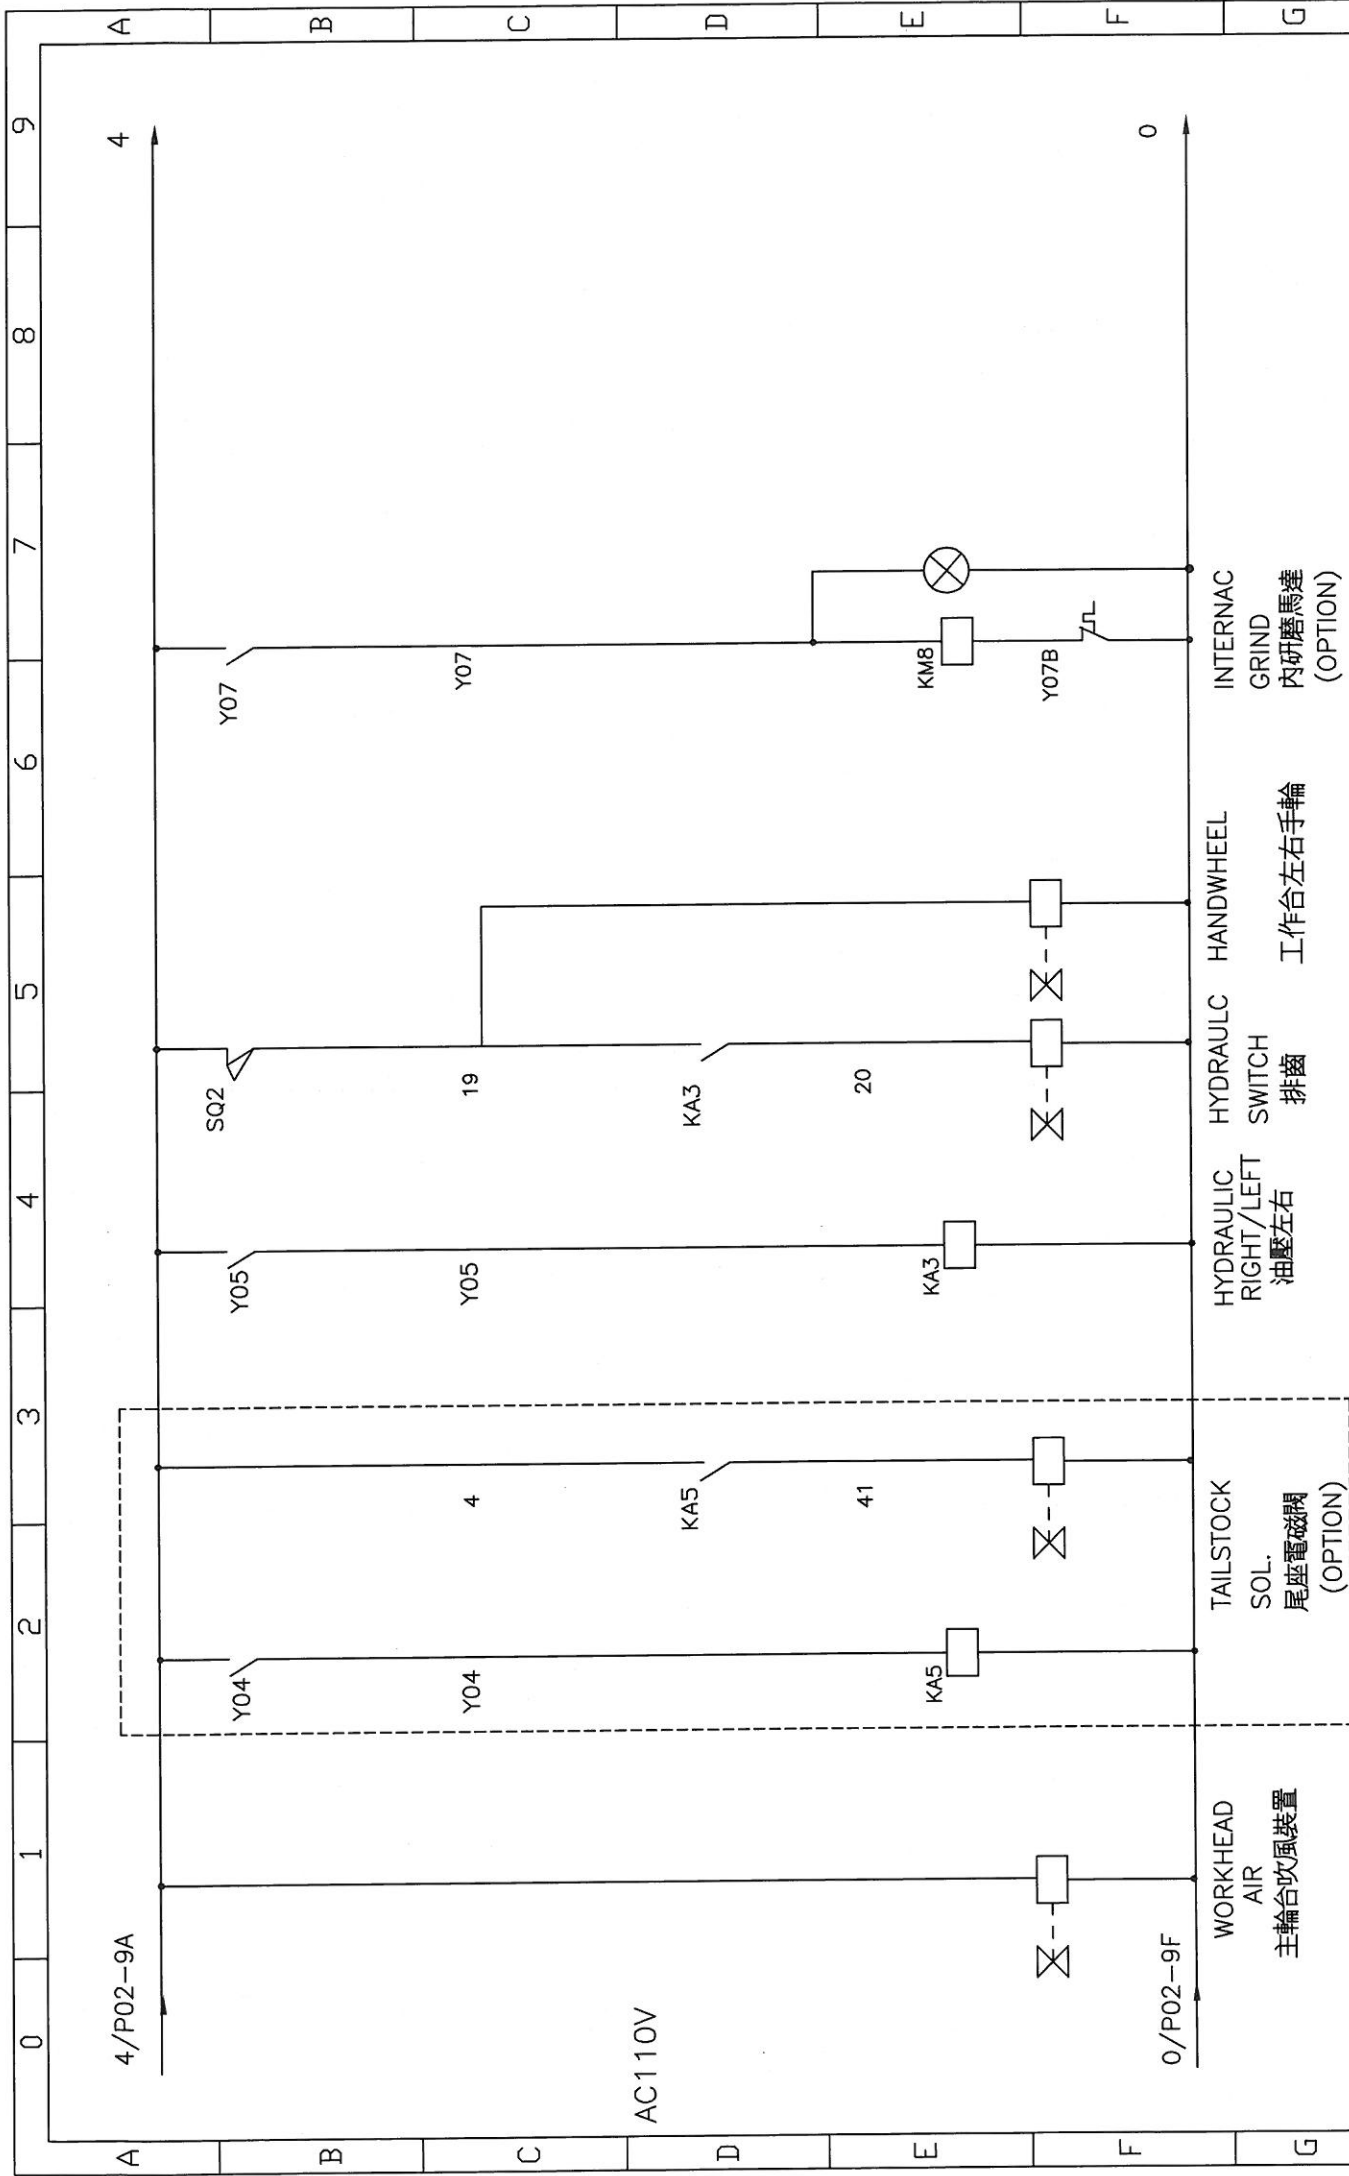 0 1 2 3 4 5 6 7 8 9
A A
B B
C C
D D
E E
F F
G G
4/P02-9A
4
AC110V
0/P02-9F
0
Y04
Y04
KA5
4
KA5
41
Y05
Y05
KA3
SQ2
19
KA3
20
Y07
Y07
KM8
Y07B
WORKHEAD
AIR
主輪台吹風裝置
TAILSTOCK
SOL.
尾座電磁閥
(OPTION)
HYDRAULIC
RIGHT/LEFT
油壓左右
HYDRAULC
SWITCH
排齒
HANDWHEEL
工作台左右手輪
INTERNAC
GRIND
內研磨馬達
(OPTION)